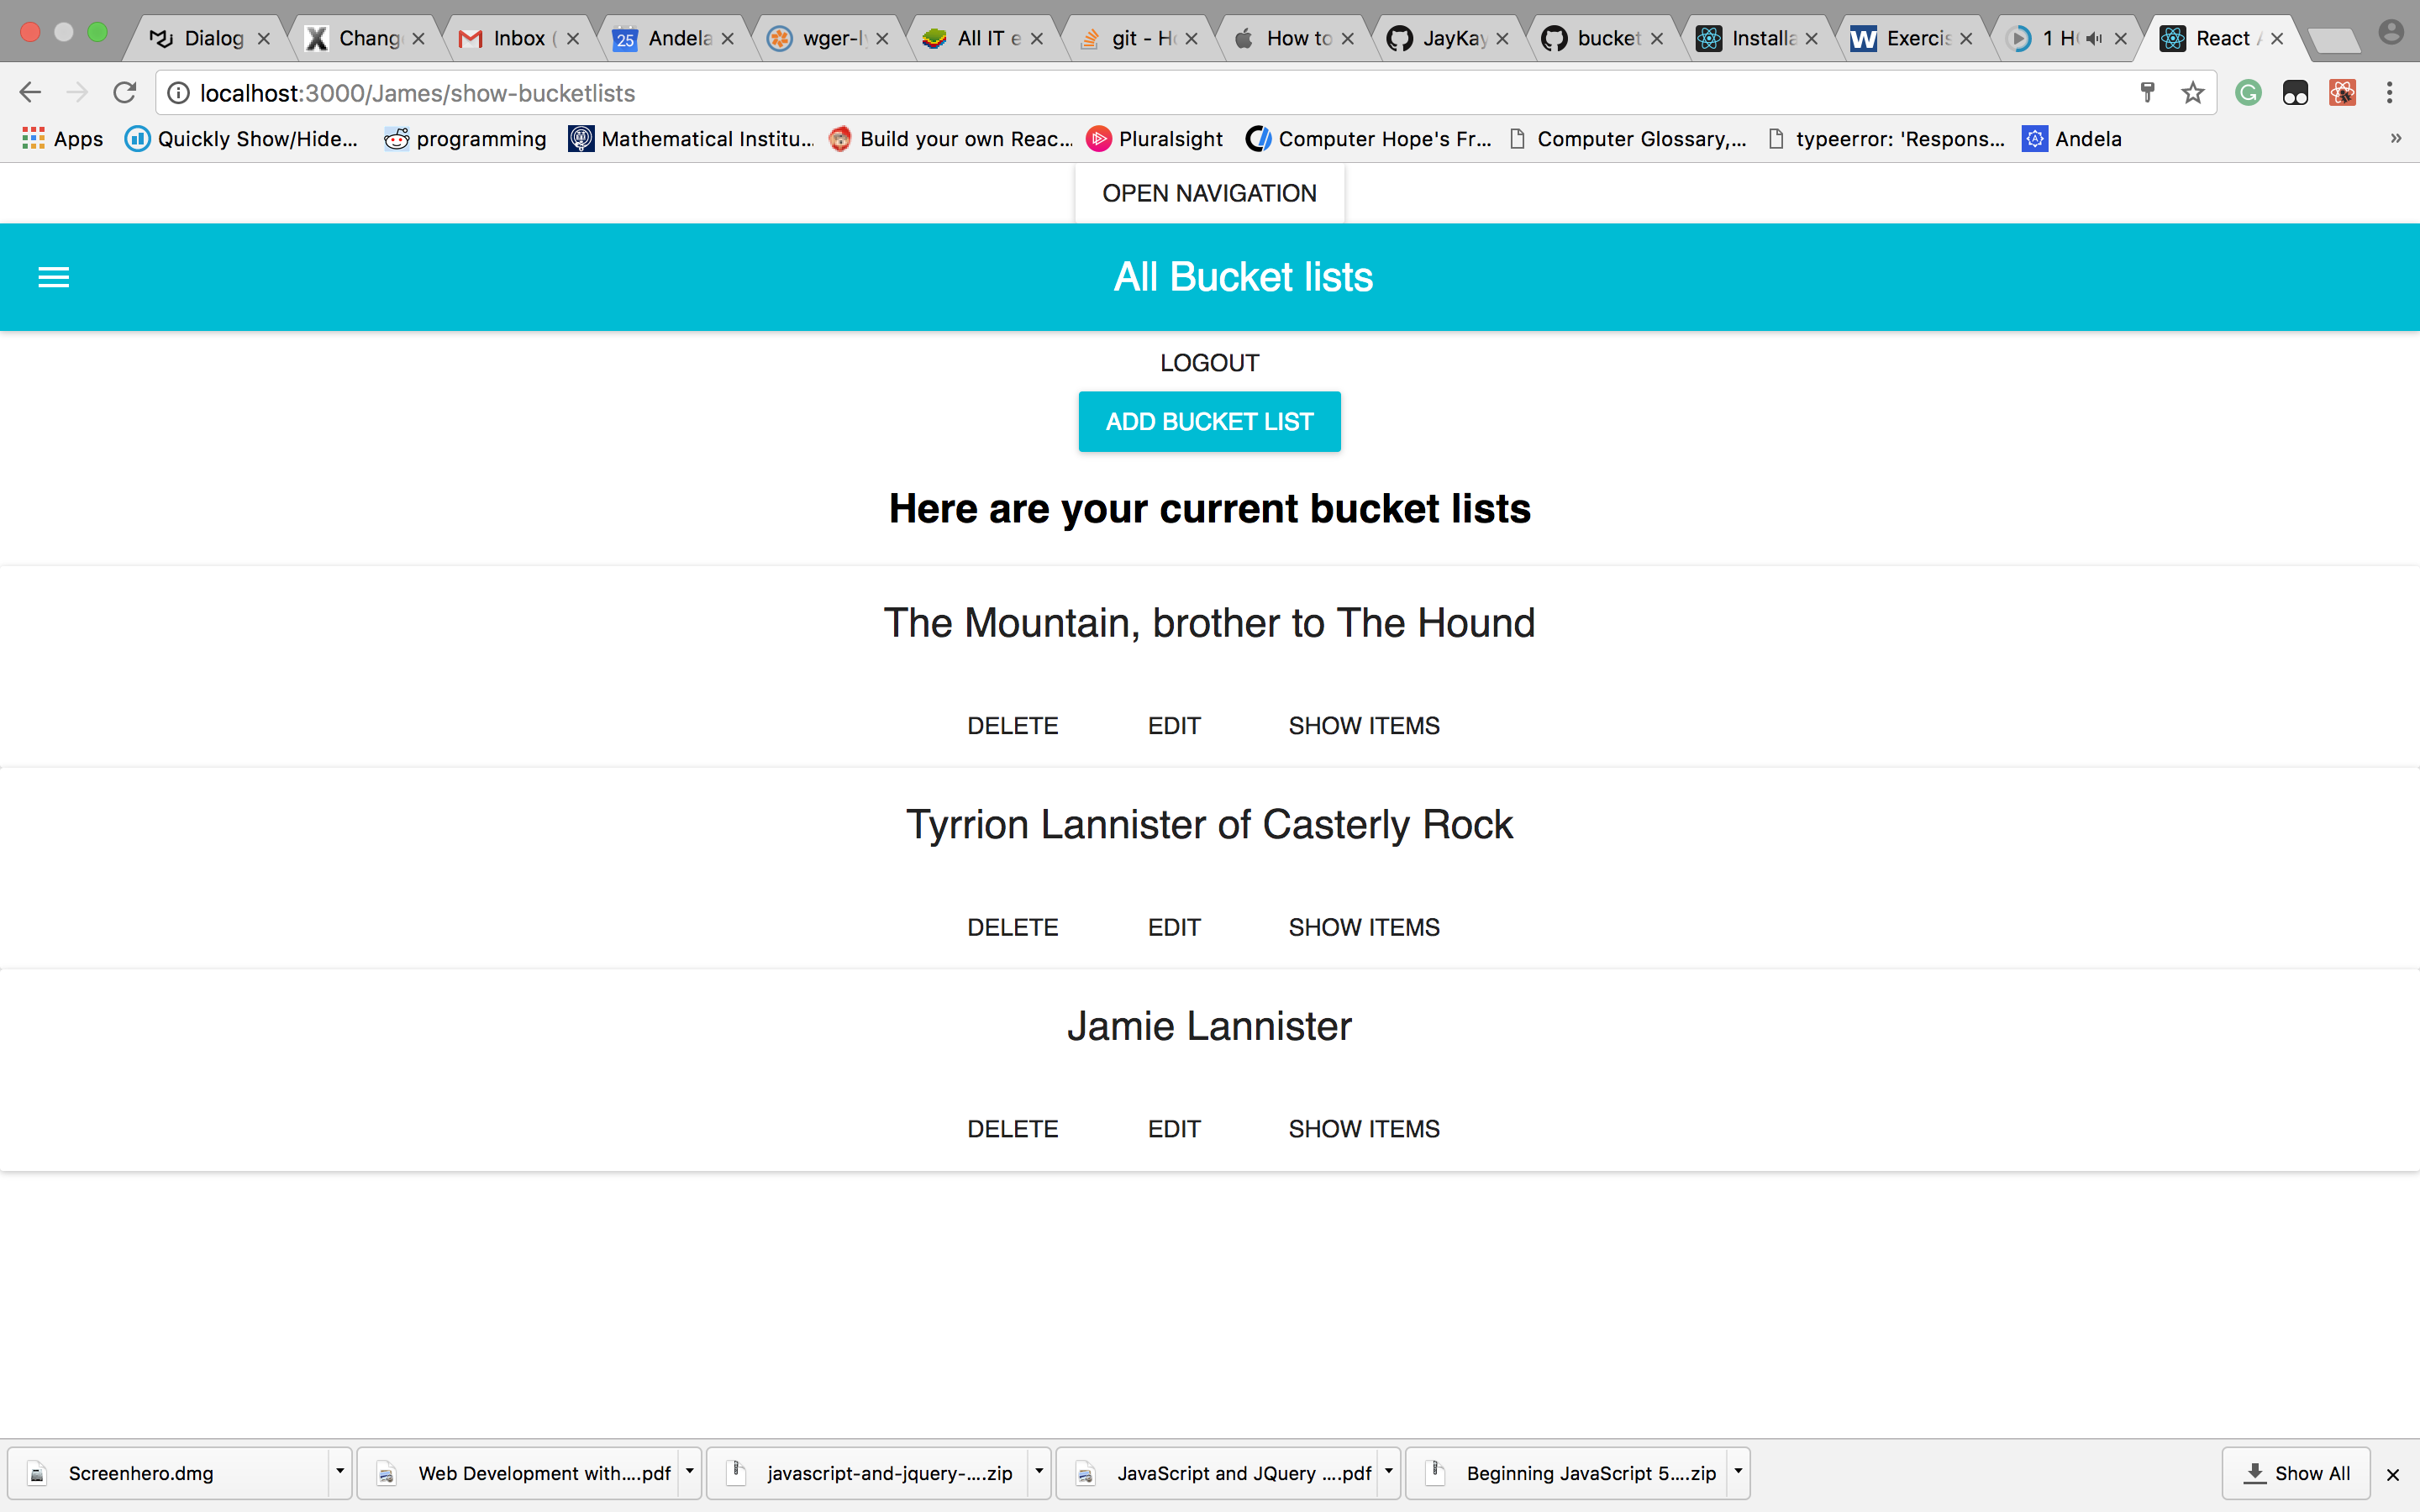 Dialog Chang Inbox ( 25 Andela wger-ly All IT e git - Ho How to JayKay bucket Installa W Exercis 1 H React A
localhost:3000/James/show-bucketlists
Apps Quickly Show/Hide... programming Mathematical Institu... Build your own Reac... Pluralsight Computer Hope's Fr... Computer Glossary,... typeerror: 'Respons... Andela »
OPEN NAVIGATION
All Bucket lists
LOGOUT
ADD BUCKET LIST
Here are your current bucket lists
The Mountain, brother to The Hound
DELETE EDIT SHOW ITEMS
Tyrrion Lannister of Casterly Rock
DELETE EDIT SHOW ITEMS
Jamie Lannister
DELETE EDIT SHOW ITEMS
Screenhero.dmg Web Development with....pdf javascript-and-jquery-....zip JavaScript and JQuery ....pdf Beginning JavaScript 5....zip Show All